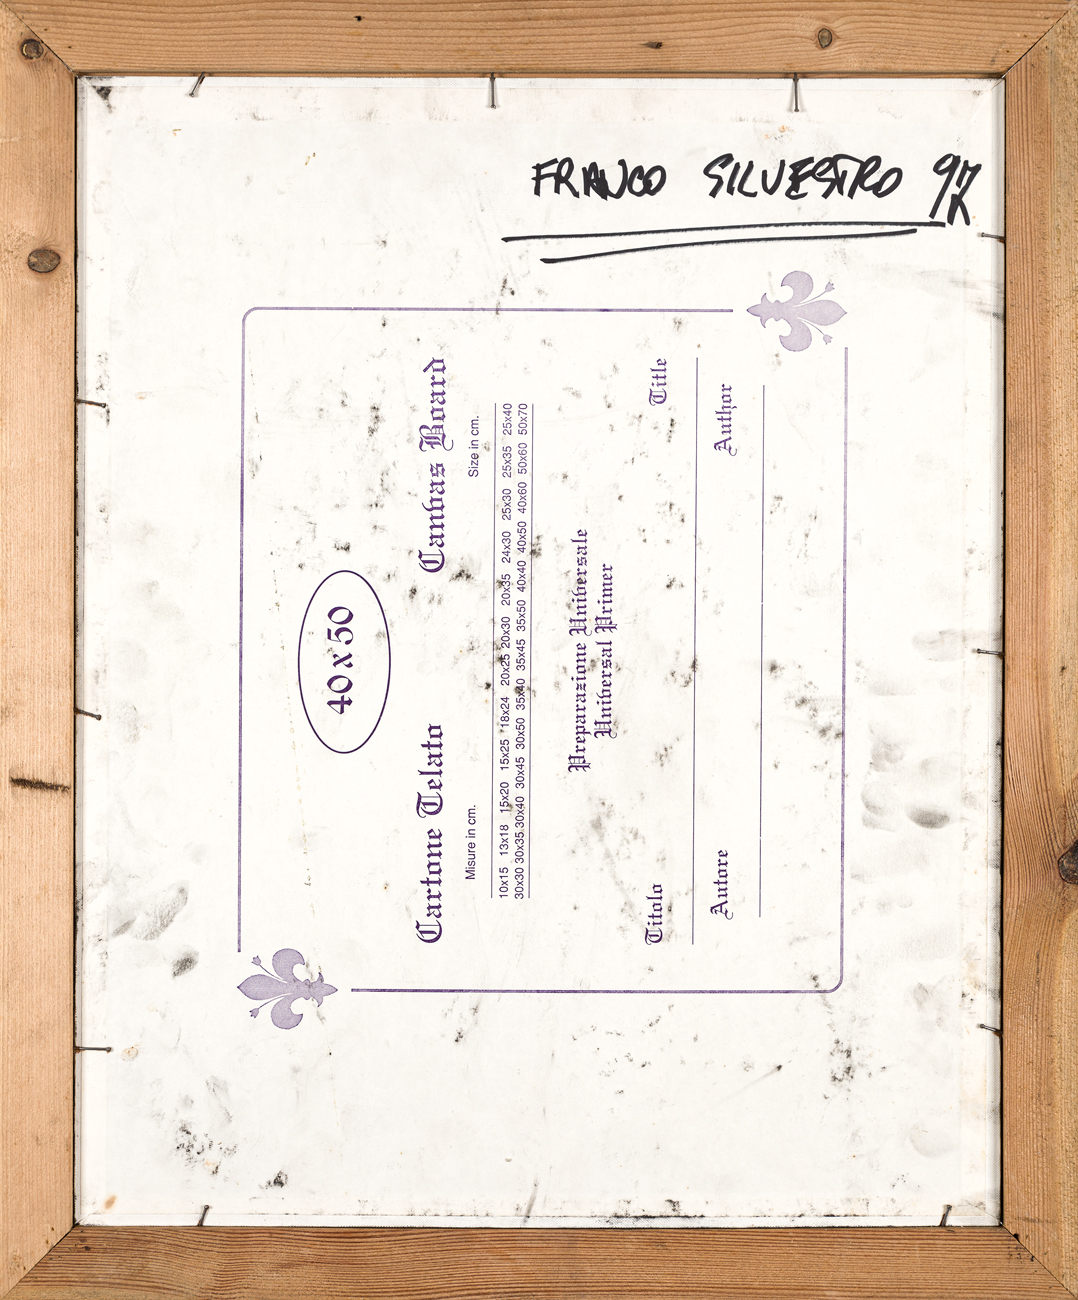 FRANCO SILVESTRO 97
40 x 50
Cartone Telato Canvas Board
Misure in cm. Size in cm.
10x15 13x18 15x20 15x25 18x24 20x25 20x30 20x35 24x30 25x30 25x35 25x40
30x30 30x35 30x40 30x45 30x50 35x40 35x45 35x50 40x40 40x50 40x60 50x60 50x70
Preparazione Universale
Universal Primer
Titolo Title
Autore Author